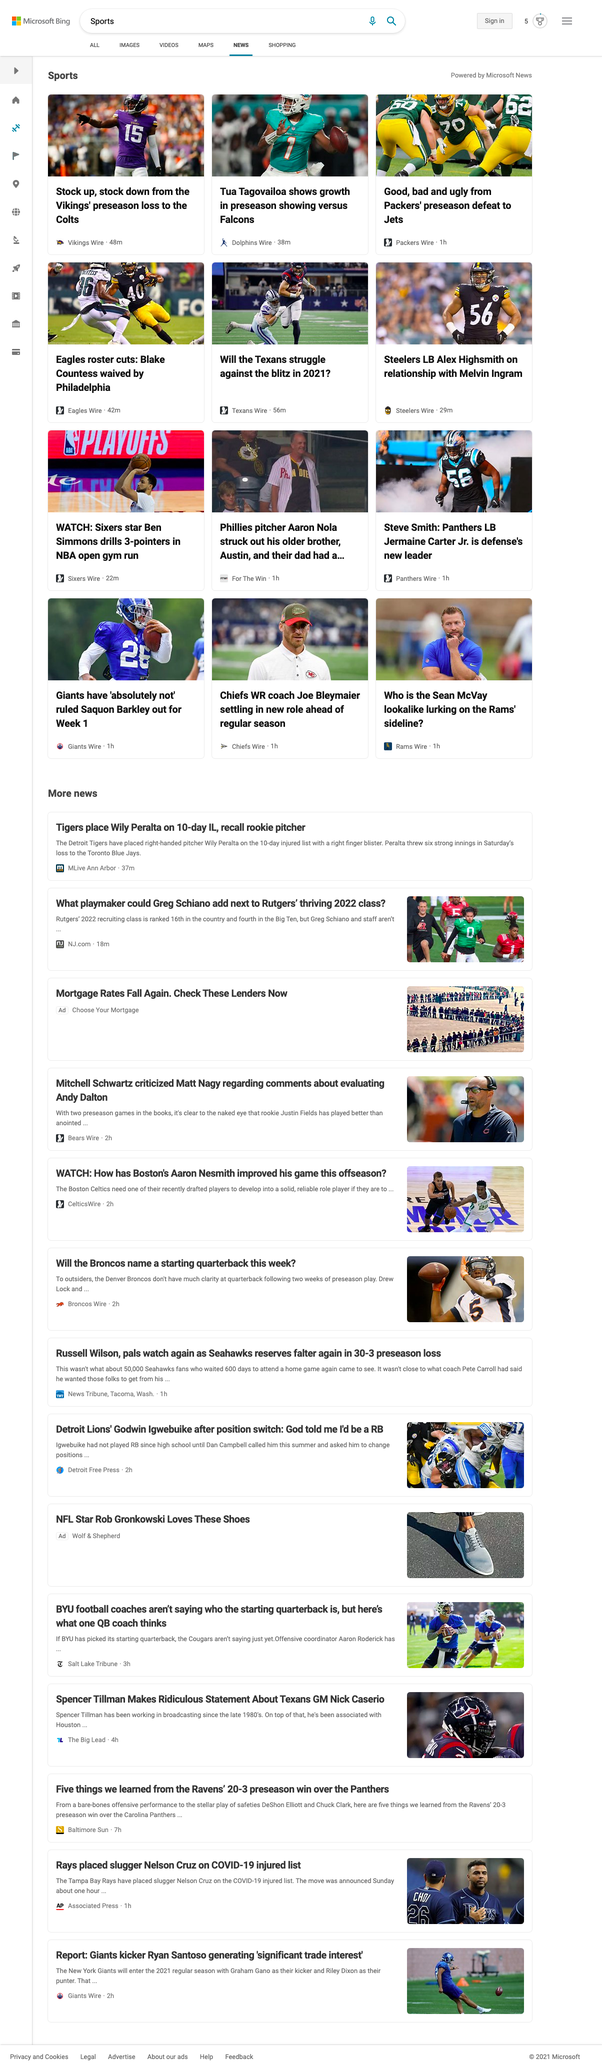 Microsoft Bing
Sports
Sign in
5
ALL IMAGES VIDEOS MAPS NEWS SHOPPING
Sports
Powered by Microsoft News
Stock up, stock down from the
Vikings' preseason loss to the
Colts
Vikings Wire · 48m
Tua Tagovailoa shows growth
in preseason showing versus
Falcons
Dolphins Wire · 38m
Good, bad and ugly from
Packers' preseason defeat to
Jets
Packers Wire · 1h
Eagles roster cuts: Blake
Countess waived by
Philadelphia
Eagles Wire · 42m
Will the Texans struggle
against the blitz in 2021?
Texans Wire · 56m
Steelers LB Alex Highsmith on
relationship with Melvin Ingram
Steelers Wire · 29m
WATCH: Sixers star Ben
Simmons drills 3-pointers in
NBA open gym run
Sixers Wire · 22m
Phillies pitcher Aaron Nola
struck out his older brother,
Austin, and their dad had a...
For The Win · 1h
Steve Smith: Panthers LB
Jermaine Carter Jr. is defense's
new leader
Panthers Wire · 1h
Giants have 'absolutely not'
ruled Saquon Barkley out for
Week 1
Giants Wire · 1h
Chiefs WR coach Joe Bleymaier
settling in new role ahead of
regular season
Chiefs Wire · 1h
Who is the Sean McVay
lookalike lurking on the Rams'
sideline?
Rams Wire · 1h
More news
Tigers place Wily Peralta on 10-day IL, recall rookie pitcher
The Detroit Tigers have placed right-handed pitcher Wily Peralta on the 10-day injured list with a right finger blister. Peralta threw six strong innings in Saturday's
loss to the Toronto Blue Jays.
MLive Ann Arbor · 37m
What playmaker could Greg Schiano add next to Rutgers' thriving 2022 class?
Rutgers' 2022 recruiting class is ranked 16th in the country and fourth in the Big Ten, but Greg Schiano and staff aren't
...
NJ.com · 18m
Mortgage Rates Fall Again. Check These Lenders Now
Ad Choose Your Mortgage
Mitchell Schwartz criticized Matt Nagy regarding comments about evaluating
Andy Dalton
With two preseason games in the books, it's clear to the naked eye that rookie Justin Fields has played better than
anointed ...
Bears Wire · 2h
WATCH: How has Boston's Aaron Nesmith improved his game this offseason?
The Boston Celtics need one of their recently drafted players to develop into a solid, reliable role player if they are to ...
CelticsWire · 2h
Will the Broncos name a starting quarterback this week?
To outsiders, the Denver Broncos don't have much clarity at quarterback following two weeks of preseason play. Drew
Lock and ...
Broncos Wire · 2h
Russell Wilson, pals watch again as Seahawks reserves falter again in 30-3 preseason loss
This wasn't what about 50,000 Seahawks fans who waited 600 days to attend a home game again came to see. It wasn't close to what coach Pete Carroll had said
he wanted those folks to get from his ...
News Tribune, Tacoma, Wash. · 1h
Detroit Lions' Godwin Igwebuike after position switch: God told me I'd be a RB
Igwebuike had not played RB since high school until Dan Campbell called him this summer and asked him to change
positions ...
Detroit Free Press · 2h
NFL Star Rob Gronkowski Loves These Shoes
Ad Wolf & Shepherd
BYU football coaches aren't saying who the starting quarterback is, but here's
what one QB coach thinks
If BYU has picked its starting quarterback, the Cougars aren't saying just yet.Offensive coordinator Aaron Roderick has
...
Salt Lake Tribune · 3h
Spencer Tillman Makes Ridiculous Statement About Texans GM Nick Caserio
Spencer Tillman has been working in broadcasting since the late 1980's. On top of that, he's been associated with
Houston ...
The Big Lead · 4h
Five things we learned from the Ravens' 20-3 preseason win over the Panthers
From a bare-bones offensive performance to the stellar play of safeties DeShon Elliott and Chuck Clark, here are five things we learned from the Ravens' 20-3
preseason win over the Carolina Panthers ...
Baltimore Sun · 7h
Rays placed slugger Nelson Cruz on COVID-19 injured list
The Tampa Bay Rays have placed slugger Nelson Cruz on the COVID-19 injured list. The move was announced Sunday
about one hour ...
Associated Press · 1h
Report: Giants kicker Ryan Santoso generating 'significant trade interest'
The New York Giants will enter the 2021 regular season with Graham Gano as their kicker and Riley Dixon as their
punter. That ...
Giants Wire · 2h
Privacy and Cookies Legal Advertise About our ads Help Feedback
© 2021 Microsoft